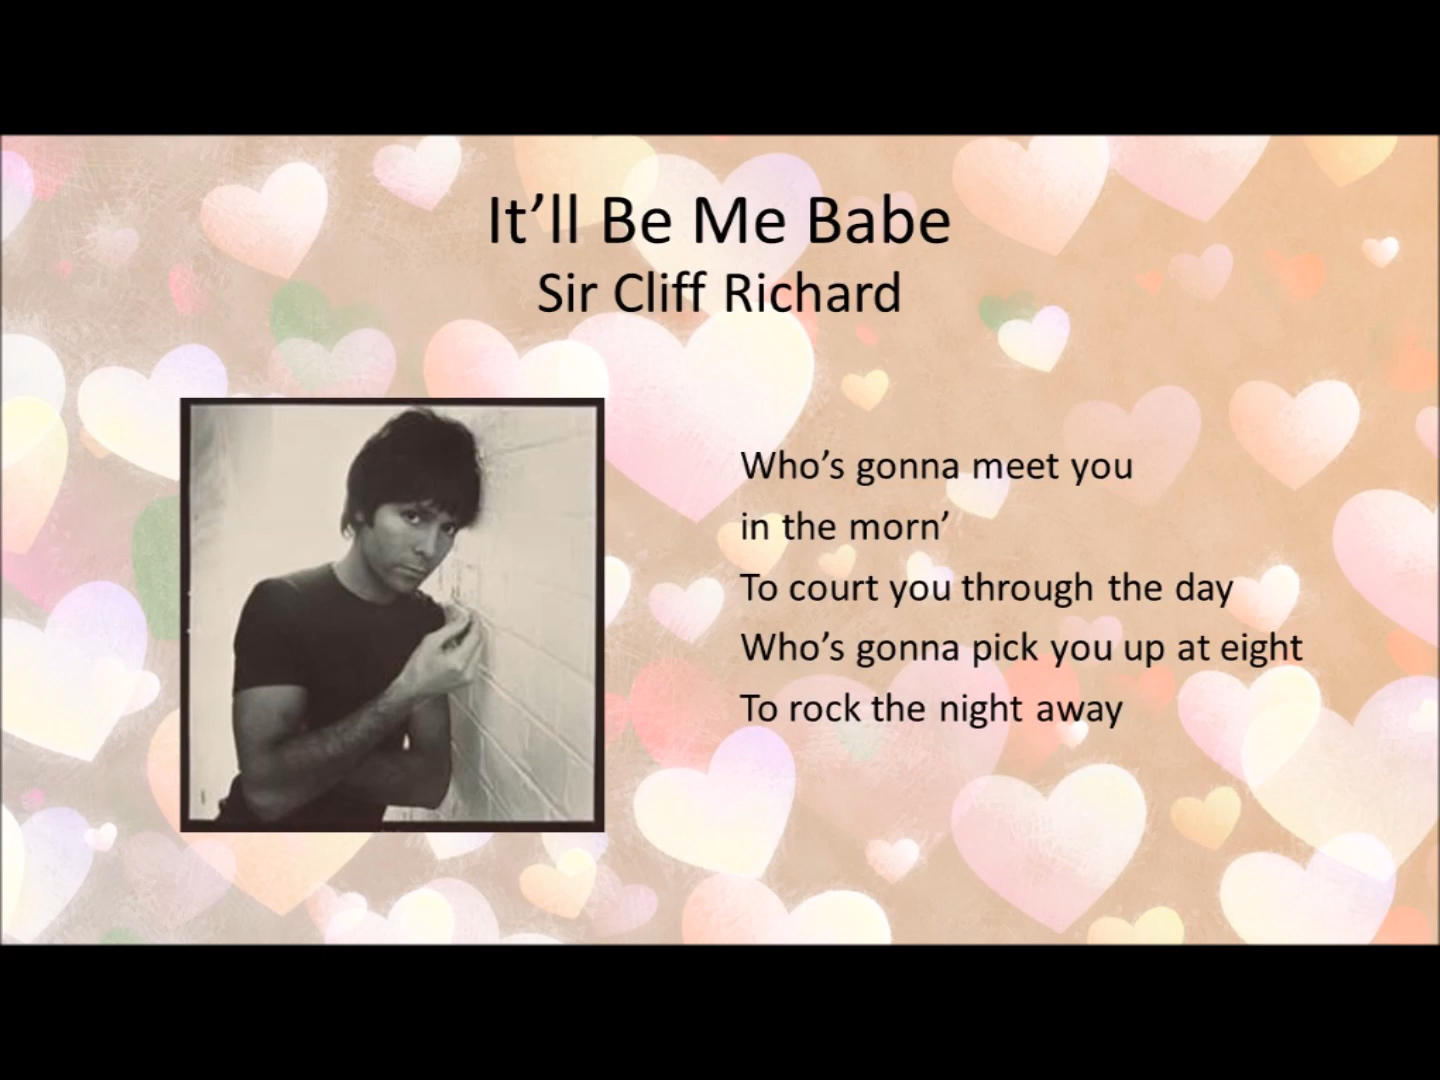 It’ll Be Me Babe
Sir Cliff Richard
Who’s gonna meet you
in the morn’
To court you through the day
Who’s gonna pick you up at eight
To rock the night away